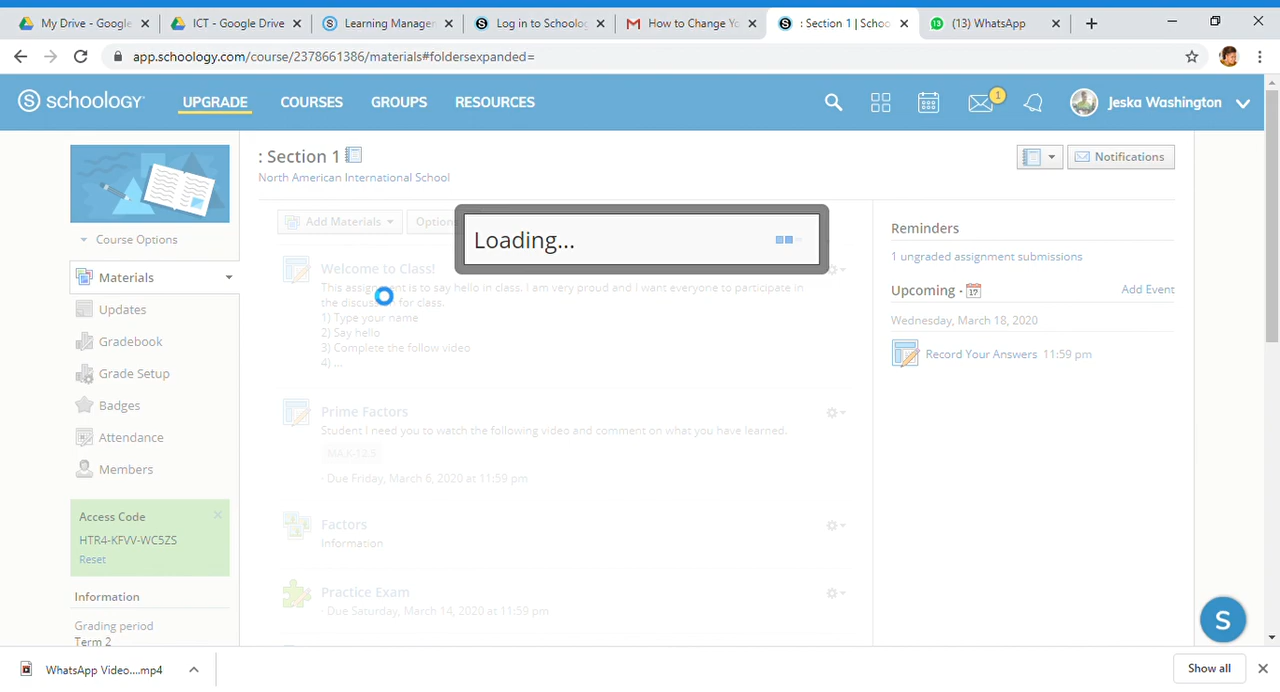 My Drive - Google
ICT - Google Drive
Learning Manager
Log in to Schoolog
How to Change Yo
: Section 1 | Schoo
(13) WhatsApp
app.schoology.com/course/2378661386/materials#foldersexpanded=
S schoology
UPGRADE
COURSES
GROUPS
RESOURCES
1
Jeska Washington
: Section 1
North American International School
Notifications
Course Options
Materials
Updates
Gradebook
Grade Setup
Badges
Attendance
Members
Access Code
HTR4-KFVV-WC5ZS
Reset
Information
Grading period
Term 2
Add Materials
Option
Loading...
Welcome to Class!
This assignment is to say hello in class. I am very proud and I want everyone to participate in
the discussion for class.
1) Type your name
2) Say hello
3) Complete the follow video
4) ...
Prime Factors
Student I need you to watch the following video and comment on what you have learned.
MA.K-12.5
· Due Friday, March 6, 2020 at 11:59 pm
Factors
Information
Practice Exam
· Due Saturday, March 14, 2020 at 11:59 pm
Reminders
1 ungraded assignment submissions
Upcoming · 17
Add Event
Wednesday, March 18, 2020
Record Your Answers 11:59 pm
S
WhatsApp Video....mp4
Show all